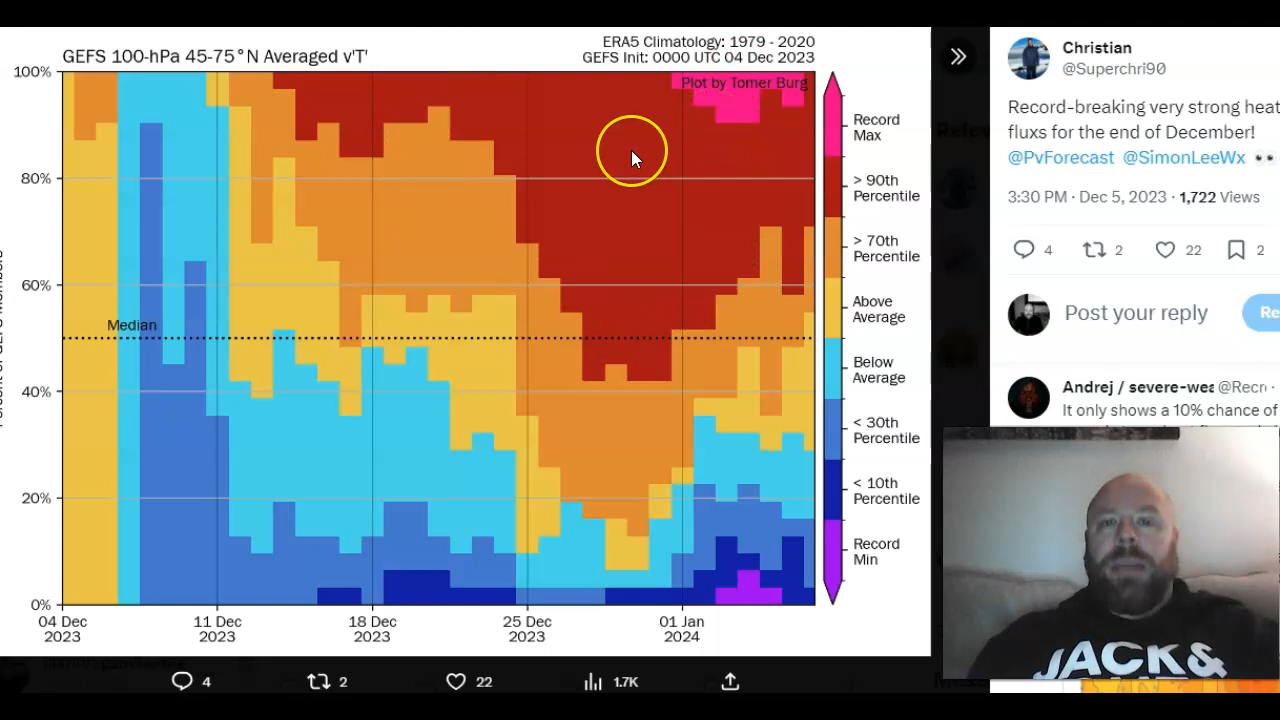 GEFS 100-hPa 45-75°N Averaged v'T'
ERA5 Climatology: 1979 - 2020
GEFS Init: 0000 UTC 04 Dec 2023
Plot by Tomer Burg
100%
80%
60%
40%
20%
0%
Median
04 Dec
2023
11 Dec
2023
18 Dec
2023
25 Dec
2023
01 Jan
2024
Record
Max
> 90th
Percentile
> 70th
Percentile
Above
Average
Below
Average
< 30th
Percentile
< 10th
Percentile
Record
Min
4
2
22
1.7K
Christian
@Superchri90
Record-breaking very strong heat
fluxes for the end of December!
@PvForecast @SimonLeeWx 👀
3:30 PM · Dec 5, 2023 · 1,722 Views
4
2
22
2
Post your reply
Re
Andrej / severe-wea @Recre ·
It only shows a 10% chance of
JACK&